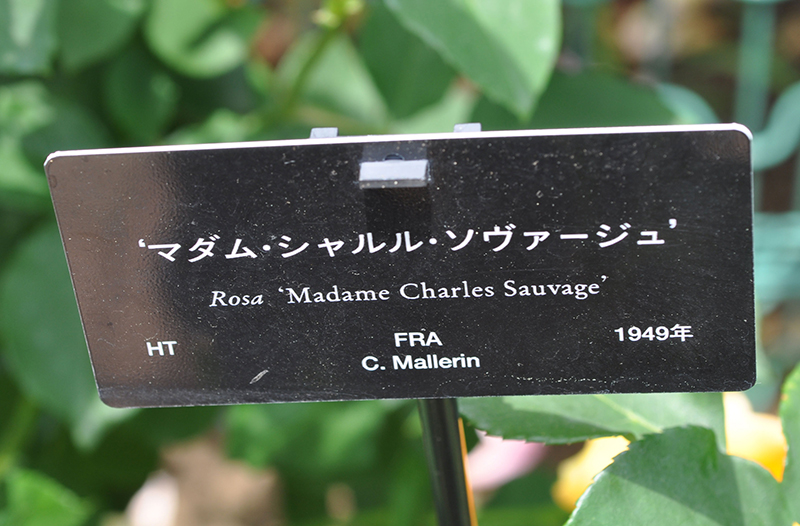 ‘マダム・シャルル・ソヴァージュ’
Rosa ‘Madame Charles Sauvage’
HT FRA 1949年
C. Mallerin